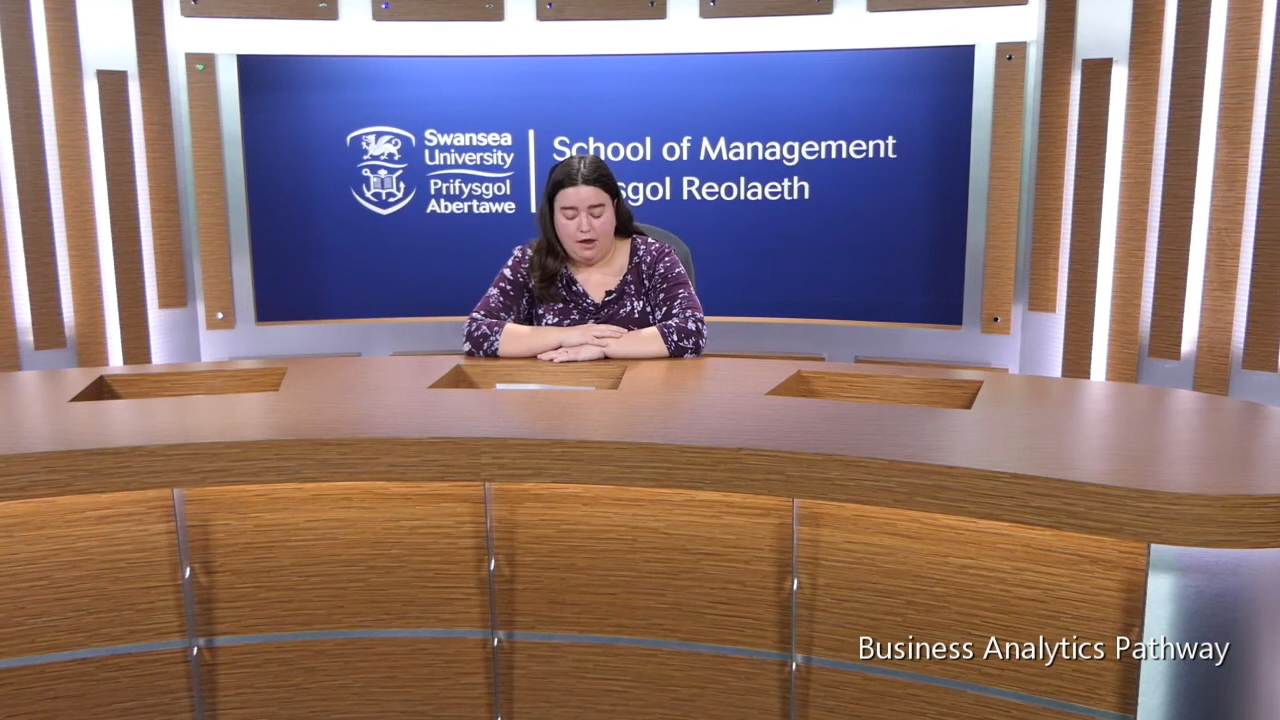 Swansea
University
Prifysgol
Abertawe
School of Management
Reolaeth
Business Analytics Pathway